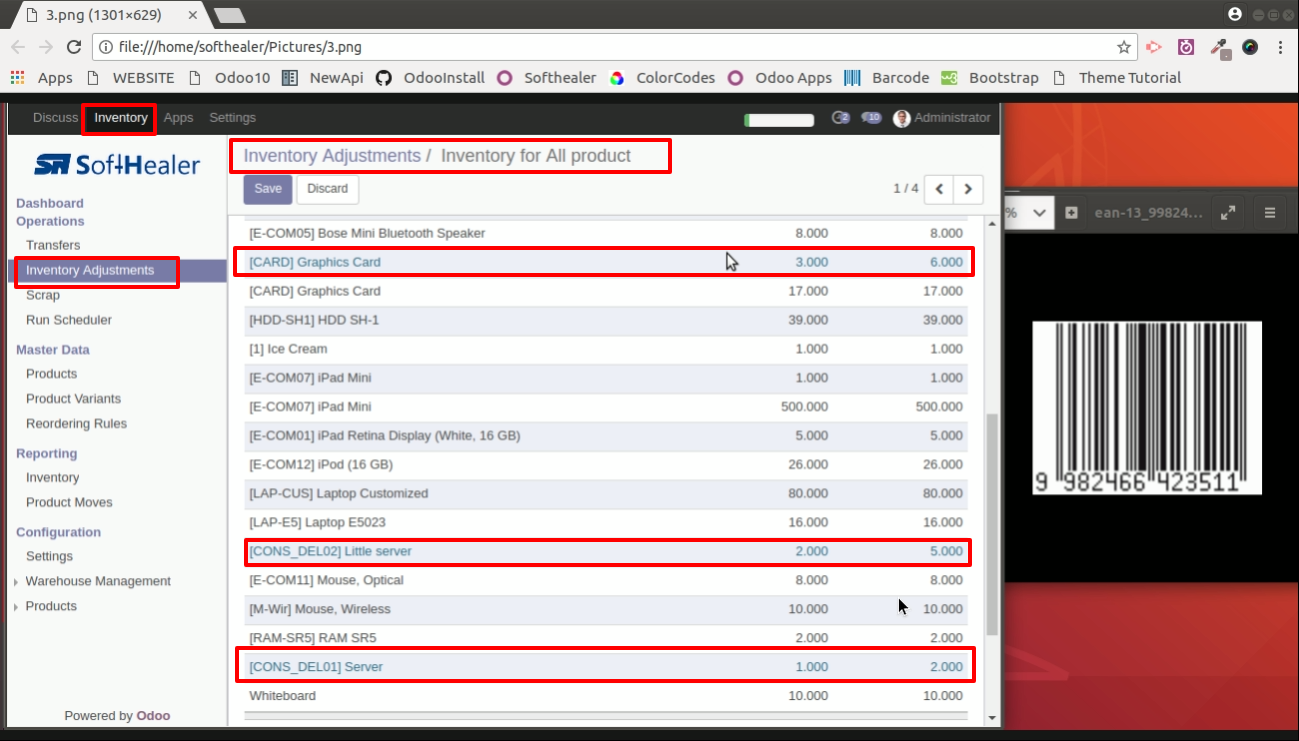 3.png (1301×629)
file:///home/softhealer/Pictures/3.png
Apps WEBSITE Odoo10 NewApi OdooInstall Softhealer ColorCodes Odoo Apps Barcode Bootstrap Theme Tutorial
Discuss Inventory Apps Settings 2 10 Administrator
SoftHealer
Dashboard
Operations
Transfers
Inventory Adjustments
Scrap
Run Scheduler
Master Data
Products
Product Variants
Reordering Rules
Reporting
Inventory
Product Moves
Configuration
Settings
Warehouse Management
Products
Powered by Odoo
Inventory Adjustments / Inventory for All product
Save Discard 1 / 4
[E-COM05] Bose Mini Bluetooth Speaker 8.000 8.000
[CARD] Graphics Card 3.000 6.000
[CARD] Graphics Card 17.000 17.000
[HDD-SH1] HDD SH-1 39.000 39.000
[1] Ice Cream 1.000 1.000
[E-COM07] iPad Mini 1.000 1.000
[E-COM07] iPad Mini 500.000 500.000
[E-COM01] iPad Retina Display (White, 16 GB) 5.000 5.000
[E-COM12] iPod (16 GB) 26.000 26.000
[LAP-CUS] Laptop Customized 80.000 80.000
[LAP-E5] Laptop E5023 16.000 16.000
[CONS_DEL02] Little server 2.000 5.000
[E-COM11] Mouse, Optical 8.000 8.000
[M-Wir] Mouse, Wireless 10.000 10.000
[RAM-SR5] RAM SR5 2.000 2.000
[CONS_DEL01] Server 1.000 2.000
Whiteboard 10.000 10.000
% ean-13_99824...
9 982466 423511